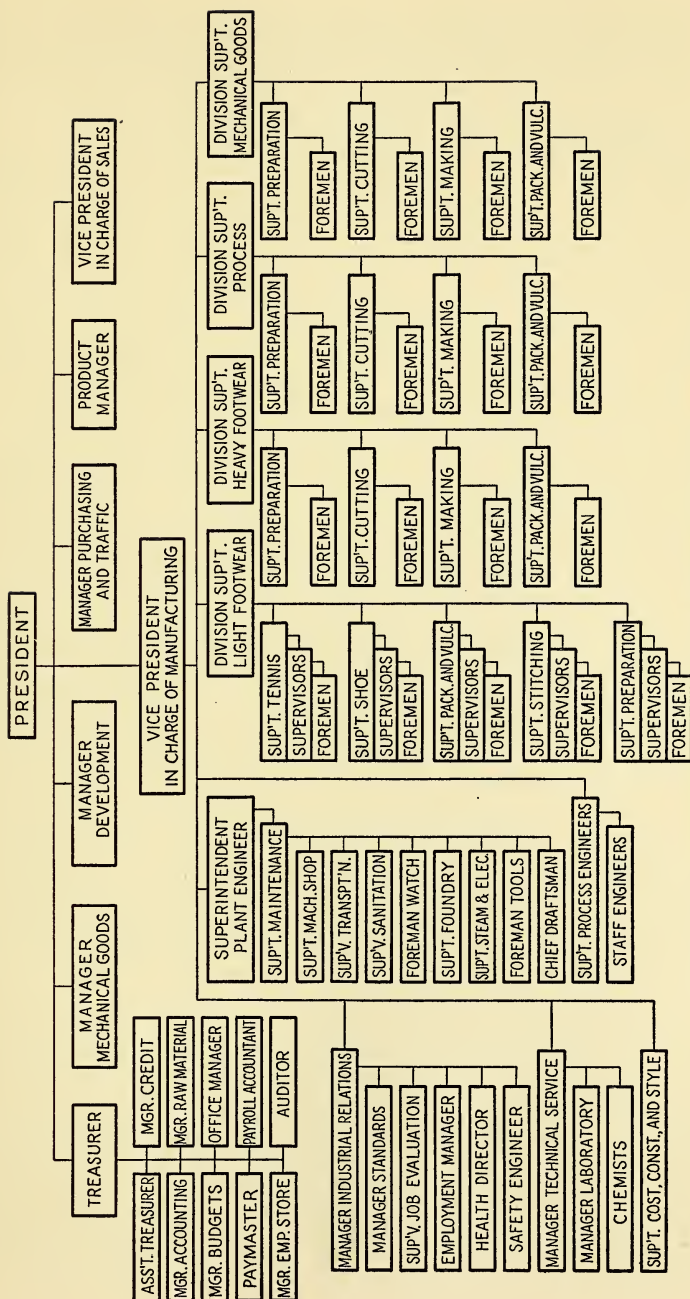 PRESIDENT
TREASURER
MANAGER
MECHANICAL GOODS
MANAGER
DEVELOPMENT
MANAGER PURCHASING
AND TRAFFIC
PRODUCT
MANAGER
VICE PRESIDENT
IN CHARGE OF SALES
ASS'T. TREASURER
MGR. CREDIT
MGR. ACCOUNTING
MGR. RAW MATERIAL
MGR. BUDGETS
OFFICE MANAGER
PAYMASTER
PAYROLL ACCOUNTANT
MGR. EMP. STORE
AUDITOR
VICE PRESIDENT
IN CHARGE OF MANUFACTURING
MANAGER INDUSTRIAL RELATIONS
MANAGER STANDARDS
SUP'V. JOB EVALUATION
EMPLOYMENT MANAGER
HEALTH DIRECTOR
SAFETY ENGINEER
MANAGER TECHNICAL SERVICE
MANAGER LABORATORY
CHEMISTS
SUP'T. COST, CONST., AND STYLE
SUPERINTENDENT
PLANT ENGINEER
SUP'T. MAINTENANCE
SUP'T. MACH. SHOP
SUP'V. TRANSPT'N.
SUP'V. SANITATION
FOREMAN WATCH
SUP'T. FOUNDRY
SUP'T. STEAM & ELEC.
FOREMAN TOOLS
CHIEF DRAFTSMAN
SUP'T. PROCESS ENGINEERS
STAFF ENGINEERS
DIVISION SUP'T.
LIGHT FOOTWEAR
SUP'T. TENNIS
SUPERVISORS
FOREMEN
SUP'T. SHOE
SUPERVISORS
FOREMEN
SUP'T. PACK. AND VULC.
SUPERVISORS
FOREMEN
SUP'T. STITCHING
SUPERVISORS
FOREMEN
SUP'T. PREPARATION
SUPERVISORS
FOREMEN
DIVISION SUP'T.
HEAVY FOOTWEAR
SUP'T. PREPARATION
FOREMEN
SUP'T. CUTTING
FOREMEN
SUP'T. MAKING
FOREMEN
SUP'T. PACK. AND VULC.
FOREMEN
DIVISION SUP'T.
PROCESS
SUP'T. PREPARATION
FOREMEN
SUP'T. CUTTING
FOREMEN
SUP'T. MAKING
FOREMEN
SUP'T. PACK. AND VULC.
FOREMEN
DIVISION SUP'T.
MECHANICAL GOODS
SUP'T. PREPARATION
FOREMEN
SUP'T. CUTTING
FOREMEN
SUP'T. MAKING
FOREMEN
SUP'T. PACK. AND VULC.
FOREMEN